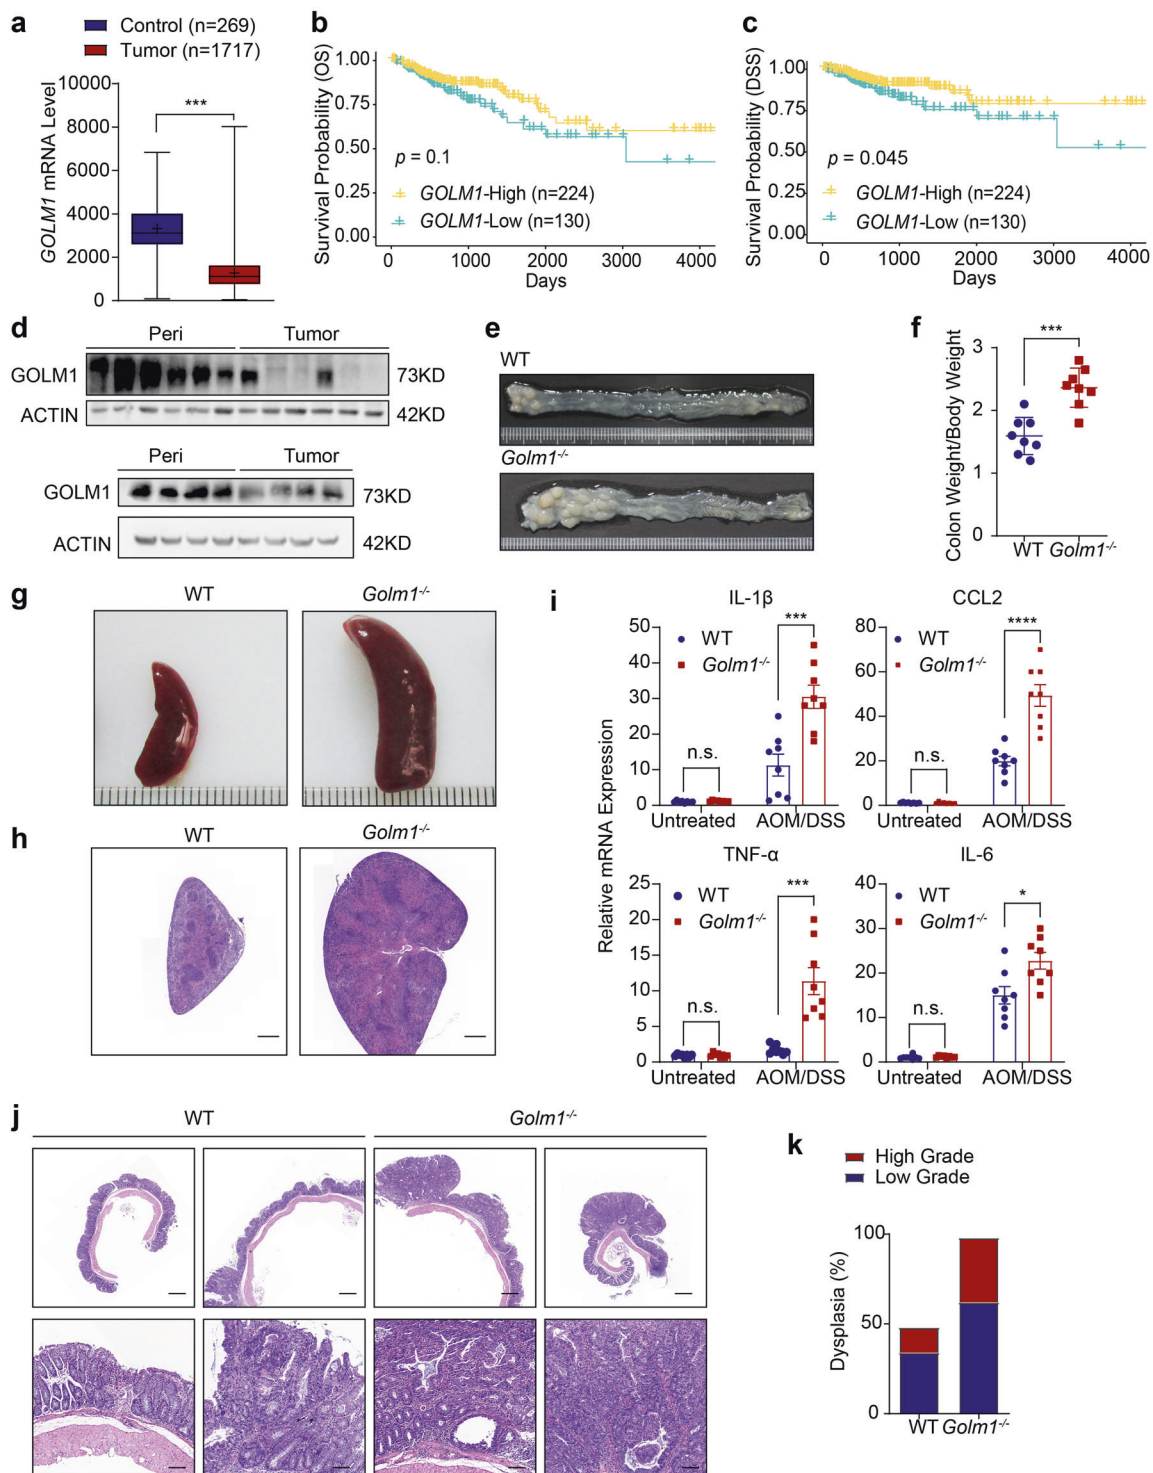 a
Control (n=269)
Tumor (n=1717)
GOLM1 mRNA Level
10000
8000
6000
4000
2000
0
***
b
Survival Probability (OS)
1.00
0.75
0.50
0.25
0.00
p = 0.1
GOLM1-High (n=224)
GOLM1-Low (n=130)
0 1000 2000 3000 4000
Days
c
Survival Probability (DSS)
1.00
0.75
0.50
0.25
0.00
p = 0.045
GOLM1-High (n=224)
GOLM1-Low (n=130)
0 1000 2000 3000 4000
Days
d
Peri Tumor
GOLM1 73KD
ACTIN 42KD
Peri Tumor
GOLM1 73KD
ACTIN 42KD
e
WT
Golm1-/-
f
Colon Weight/Body Weight
3
2
1
0
***
WT Golm1-/-
g
WT Golm1-/-
h
WT Golm1-/-
i
Relative mRNA Expression
IL-1β
50
40
30
20
10
0
WT
Golm1-/-
n.s.
***
Untreated AOM/DSS
CCL2
80
60
40
20
0
WT
Golm1-/-
n.s.
****
Untreated AOM/DSS
TNF-α
25
20
15
10
5
0
WT
Golm1-/-
n.s.
***
Untreated AOM/DSS
IL-6
40
30
20
10
0
WT
Golm1-/-
n.s.
*
Untreated AOM/DSS
j
WT Golm1-/-
k
High Grade
Low Grade
Dysplasia (%)
100
50
0
WT Golm1-/-